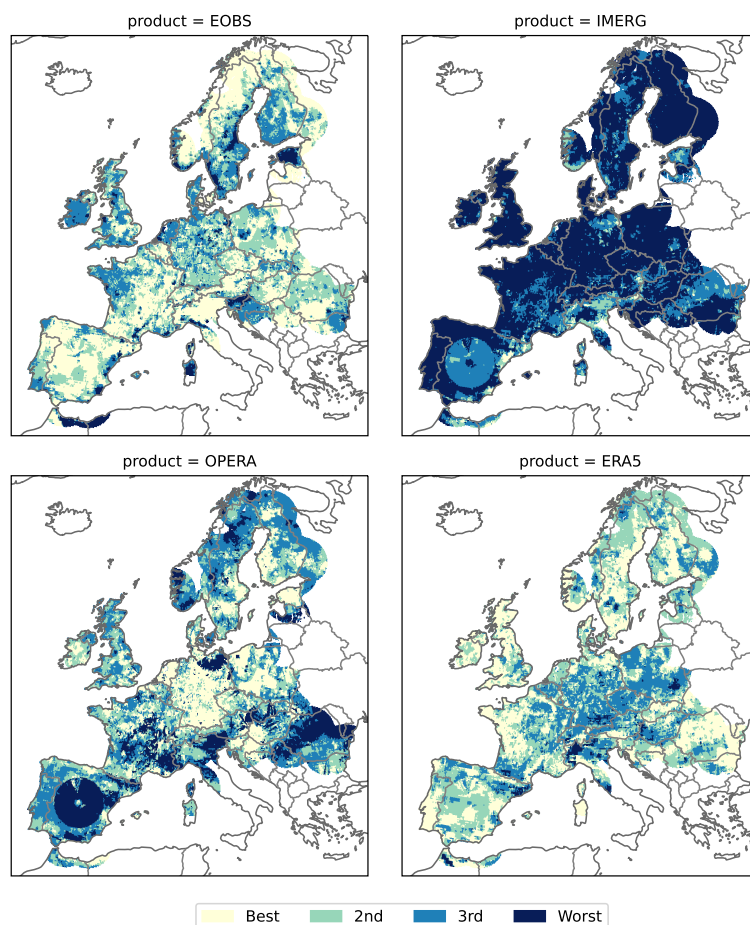 product = EOBS
product = IMERG
product = OPERA
product = ERA5
Best 2nd 3rd Worst